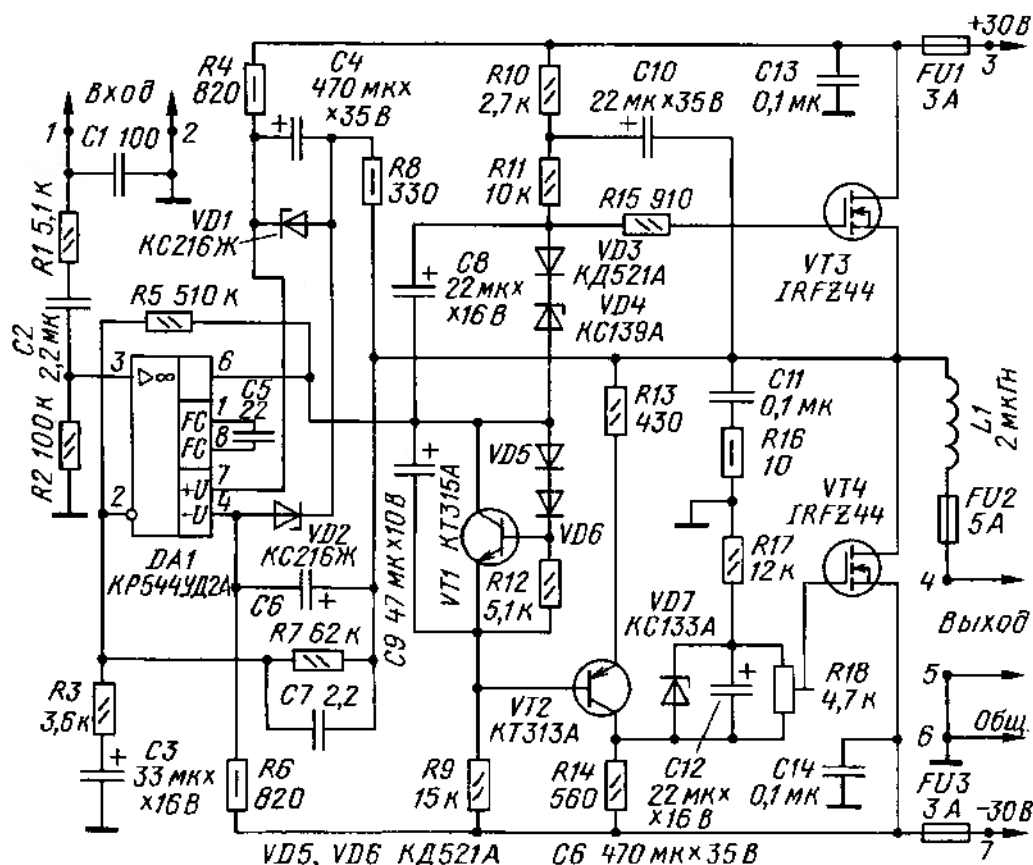 +30В
3
FU1
3А
C13
0,1 мк
R10
2,7 к
C10
22 мк×
×35 В
R4
820
C4
470 мк×
×35В
Вход
1
2
C1 100
R8
330
R11
10 к
R15 910
VT3
IRFZ44
R1 5,1 к
VD1
КС216Ж
C8
22 мк×
×16 В
VD3
КД521А
VD4
КС139А
C2
2,2 мк
R5 510 к
3
▷∞
6
1
FC
C5
22
8
FC
7
+U
4
-U
2
R2 100 к
DA1
КР544УД2А
VD2
КС216Ж
C6
R7 62 к
C7 2,2
R3
3,6к
C3
33 мк×
×16 В
R6
820
C9 47 мк×10 В
VT1 КТ315А
VD5
VD6
R12
5,1 к
R13
430
C11
0,1 мк
R16
10
L1
2 мкГн
FU2
5 А
VT4
IRFZ44
4
R17
12 к
VD7
КС133А
Выход
5
6
Общ.
R18
4,7 к
VT2
КТ313А
R9
15 к
R14
560
C12
22 мк×
×16 В
C14
0,1 мк
FU3
3 А
-30В
7
VD5, VD6 КД521А
C6 470 мк×35 В